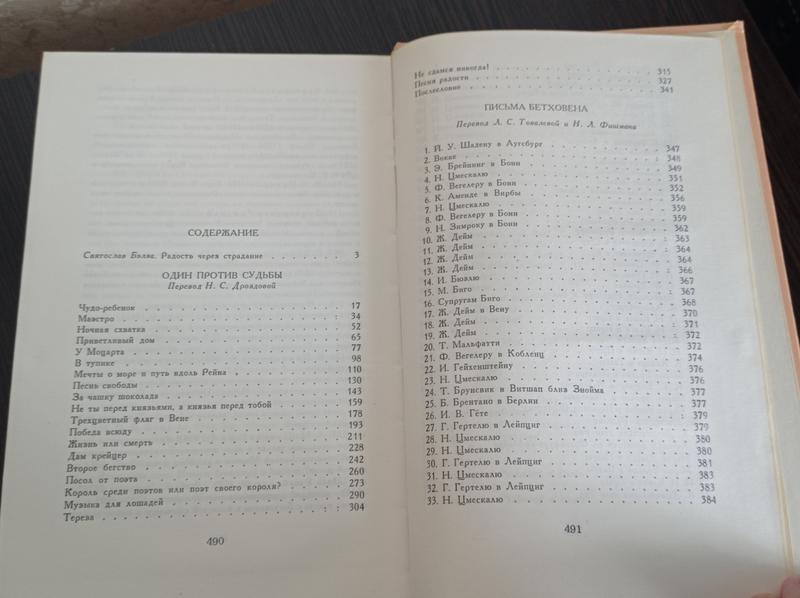 СОДЕРЖАНИЕ
Святослав Бэлза. Радость через страдание . . . . . . . 3
ОДИН ПРОТИВ СУДЬБЫ
Перевод Н. С. Дроздовой
Чудо-ребенок 17
Маэстро 34
Ночная схватка 52
Приветливый дом 65
У Моцарта 77
В тупике 98
Мечты о море и путь вдоль Рейна 110
Песнь свободы 130
За чашку шоколада 143
Не ты перед князьями, а князья перед тобой 159
Трехцветный флаг в Вене 178
Победа всюду 193
Жизнь или смерть 211
Дам крейцер 228
Второе бегство 242
Посол от поэта 260
Король среди поэтов или поэт своего короля? 273
Музыка для лошадей 290
Тереза 304
490
Не сдамся никогда! 315
Песня радости 327
Послесловие 341
ПИСЬМА БЕТХОВЕНА
Перевод Л. С. Товалевой и Н. Л. Фишмана
1. Й. У. Шадену в Аугсбург 347
2. Вокке 348
3. Э. Брейнинг в Бонн 349
4. Н. Цмескалю 351
5. Ф. Вегелеру в Бонн 352
6. К. Аменде в Вирбы 356
7. Н. Цмескалю 359
8. Ф. Вегелеру в Бонн 359
9. Н. Зимроку в Бонн 362
10. Ж. Дейм 363
11. Ж. Дейм 364
12. Ж. Дейм 364
13. Ж. Дейм 366
14. И. Бюэлю 367
15. М. Биго 367
16. Супругам Биго 368
17. Ж. Дейм в Вену 370
18. Ж. Дейм 371
19. Ж. Дейм 372
20. Т. Мальфатти 372
21. Ф. Вегелеру в Кобленц 374
22. И. Гейхенштейну 376
23. Н. Цмескалю 376
24. Т. Брунсвик в Витшап близ Знойма 377
25. Б. Брентано в Берлин 377
26. И. В. Гёте 379
27. Г. Гертелю в Лейпциг 379
28. Н. Цмескалю 380
29. Н. Цмескалю 380
30. Г. Гертелю в Лейпциг 381
31. Н. Цмескалю 383
32. Г. Гертелю в Лейпциг 383
33. Н. Цмескалю 384
491